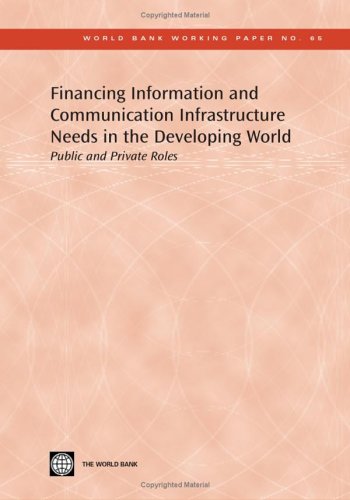 Copyrighted Material
WORLD BANK WORKING PAPER NO. 65
Financing Information and
Communication Infrastructure
Needs in the Developing World
Public and Private Roles
THE WORLD BANK
Copyrighted Material